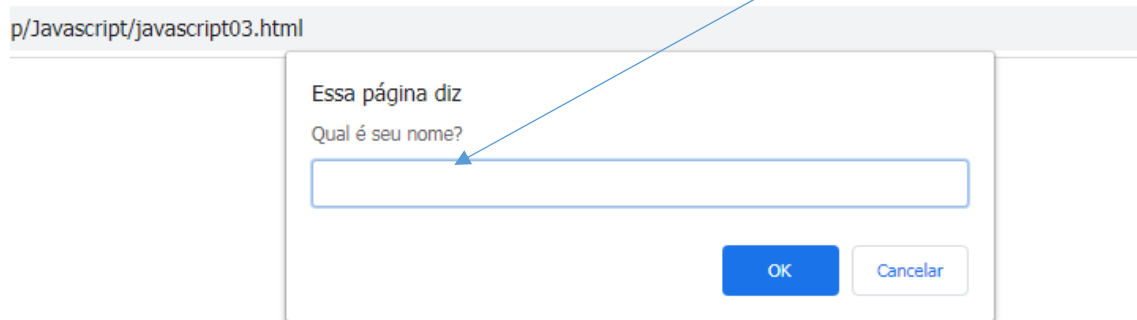 p/Javascript/javascript03.html
Essa página diz
Qual é seu nome?
OK Cancelar